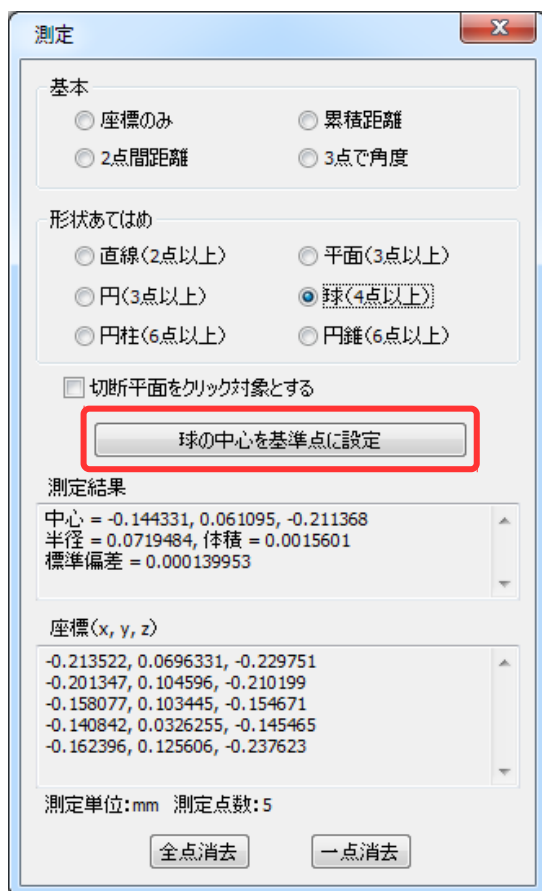 測定
基本
座標のみ 累積距離
2点間距離 3点で角度
形状あてはめ
直線(2点以上) 平面(3点以上)
円(3点以上) 球(4点以上)
円柱(6点以上) 円錐(6点以上)
切断平面をクリック対象とする
球の中心を基準点に設定
測定結果
中心 = -0.144331, 0.061095, -0.211368
半径 = 0.0719484, 体積 = 0.0015601
標準偏差 = 0.000139953
座標(x, y, z)
-0.213522, 0.0696331, -0.229751
-0.201347, 0.104596, -0.210199
-0.158077, 0.103445, -0.154671
-0.140842, 0.0326255, -0.145465
-0.162396, 0.125606, -0.237623
測定単位:mm 測定点数:5
全点消去 一点消去